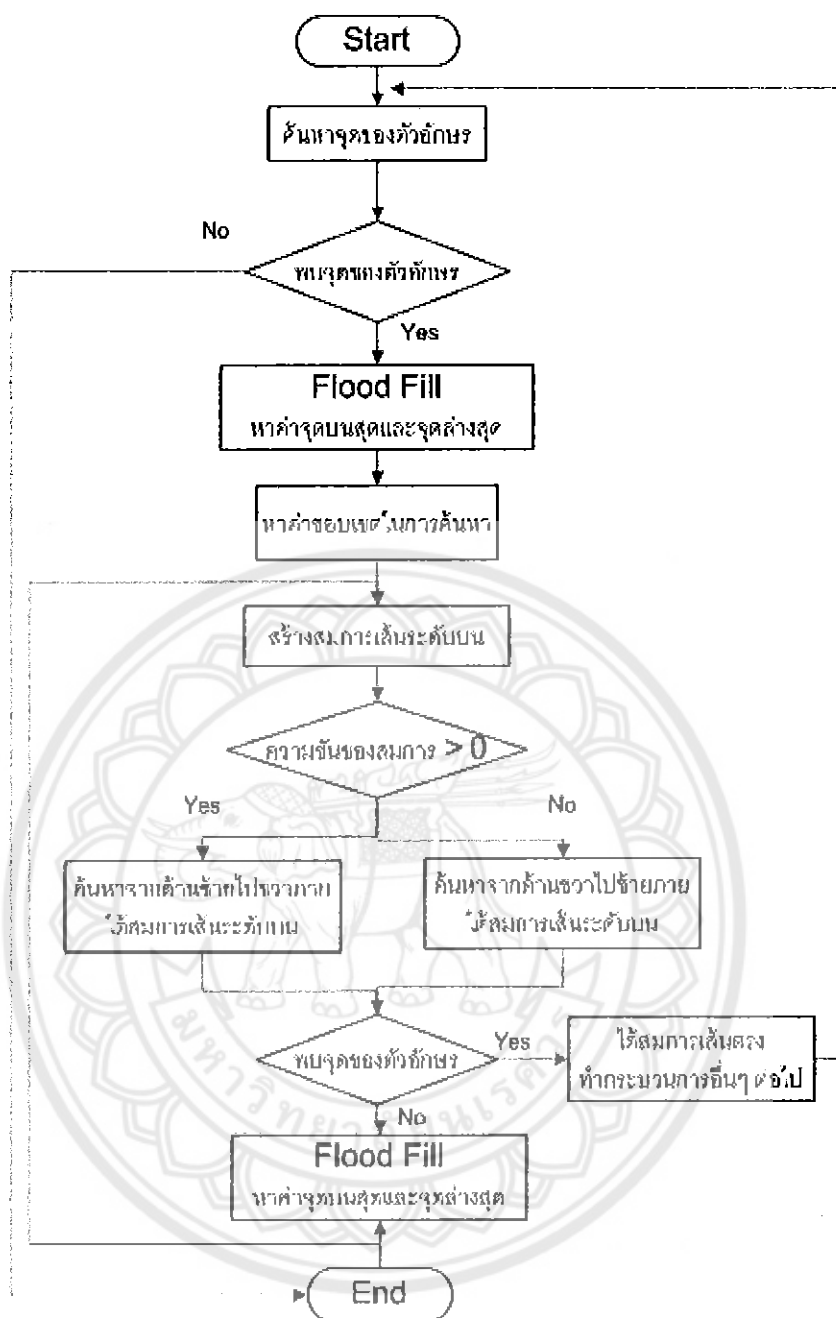 Start
ค้นหาจุดของตัวอักษร
No
พบจุดของตัวอักษร
Yes
Flood Fill
หาค่าจุดบนสุดและจุดล่างสุด
หาค่าขอบเขตในการค้นหา
สร้างสมการเส้นระดับบน
ความชันของสมการ > 0
Yes
No
ค้นหาจากด้านซ้ายไปขวาภาย
ใต้สมการเส้นระดับบน
ค้นหาจากด้านขวาไปซ้ายภาย
ใต้สมการเส้นระดับบน
พบจุดของตัวอักษร
Yes
ได้สมการเส้นตรง
ทำกระบวนการอื่นๆ ต่อไป
No
Flood Fill
หาค่าจุดบนสุดและจุดล่างสุด
End